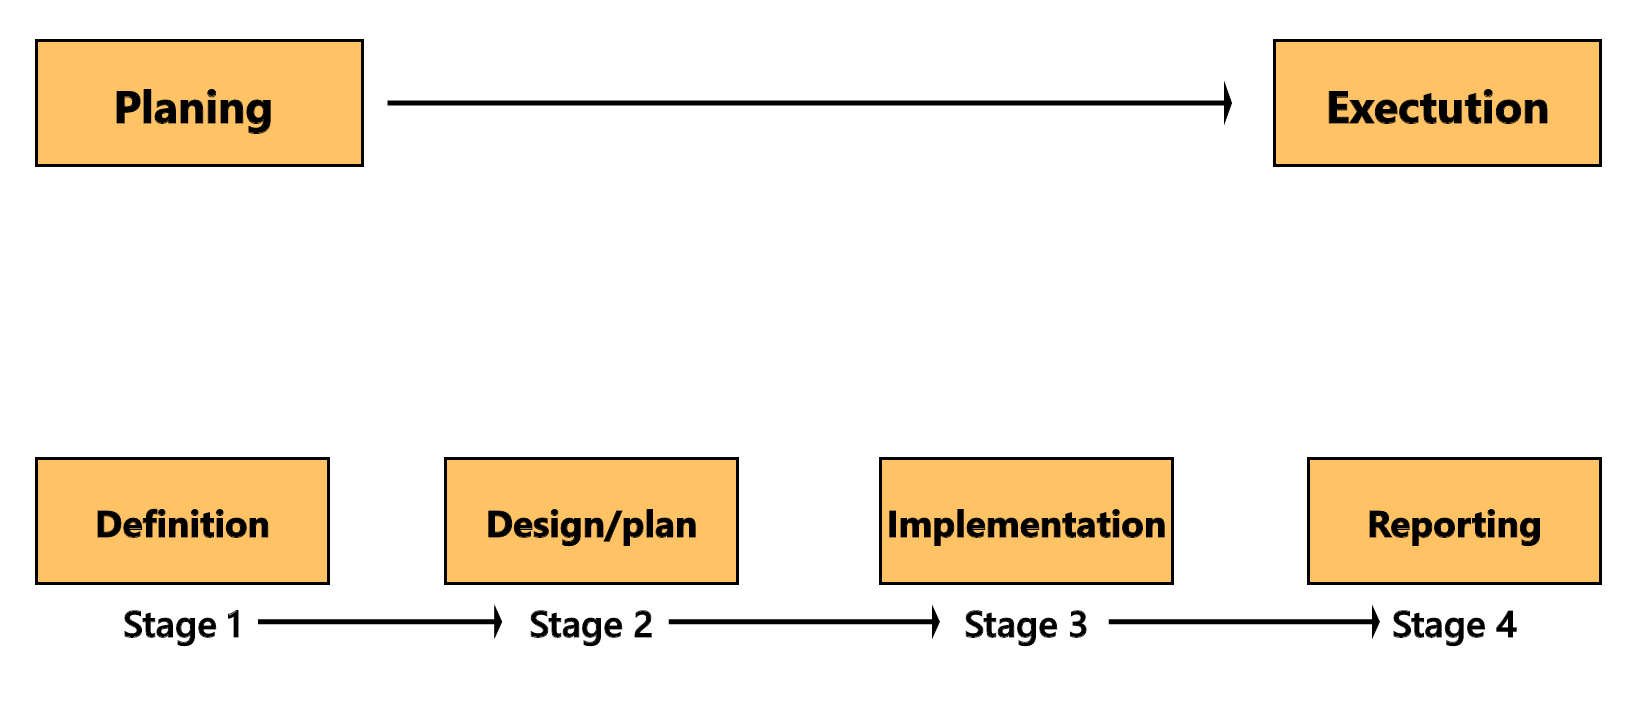 Planing
Exectution
Definition
Design/plan
Implementation
Reporting
Stage 1
Stage 2
Stage 3
Stage 4